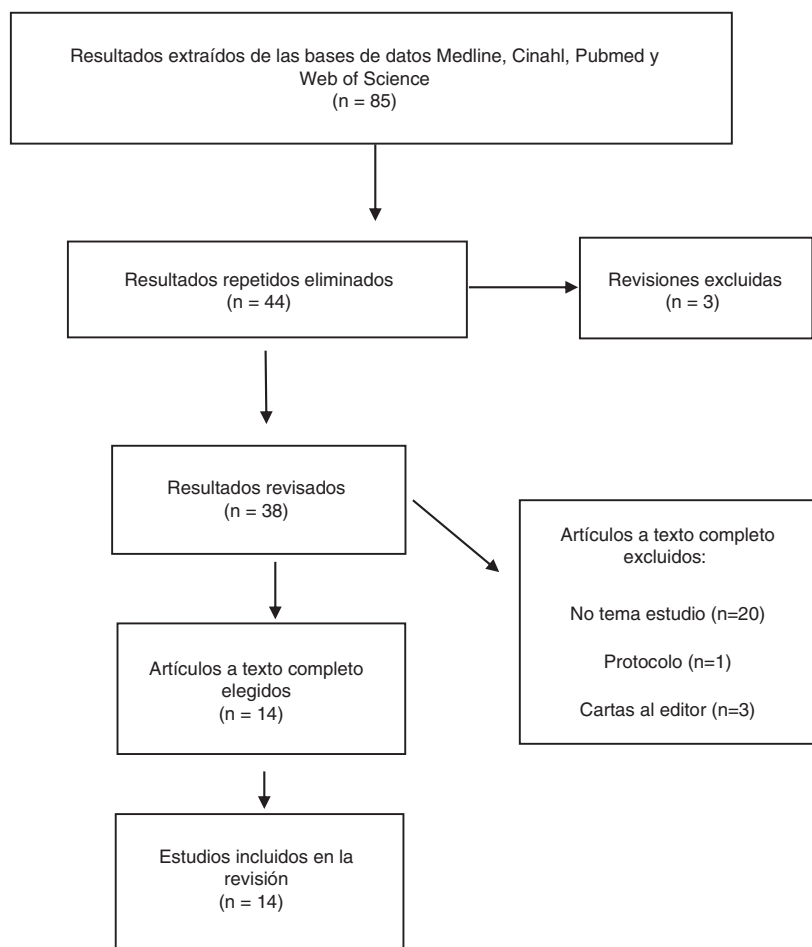 Resultados extraídos de las bases de datos Medline, Cinahl, Pubmed y
Web of Science
(n = 85)
Resultados repetidos eliminados
(n = 44)
Revisiones excluidas
(n = 3)
Resultados revisados
(n = 38)
Artículos a texto completo
excluidos:
No tema estudio (n=20)
Protocolo (n=1)
Cartas al editor (n=3)
Artículos a texto completo
elegidos
(n = 14)
Estudios incluidos en la
revisión
(n = 14)